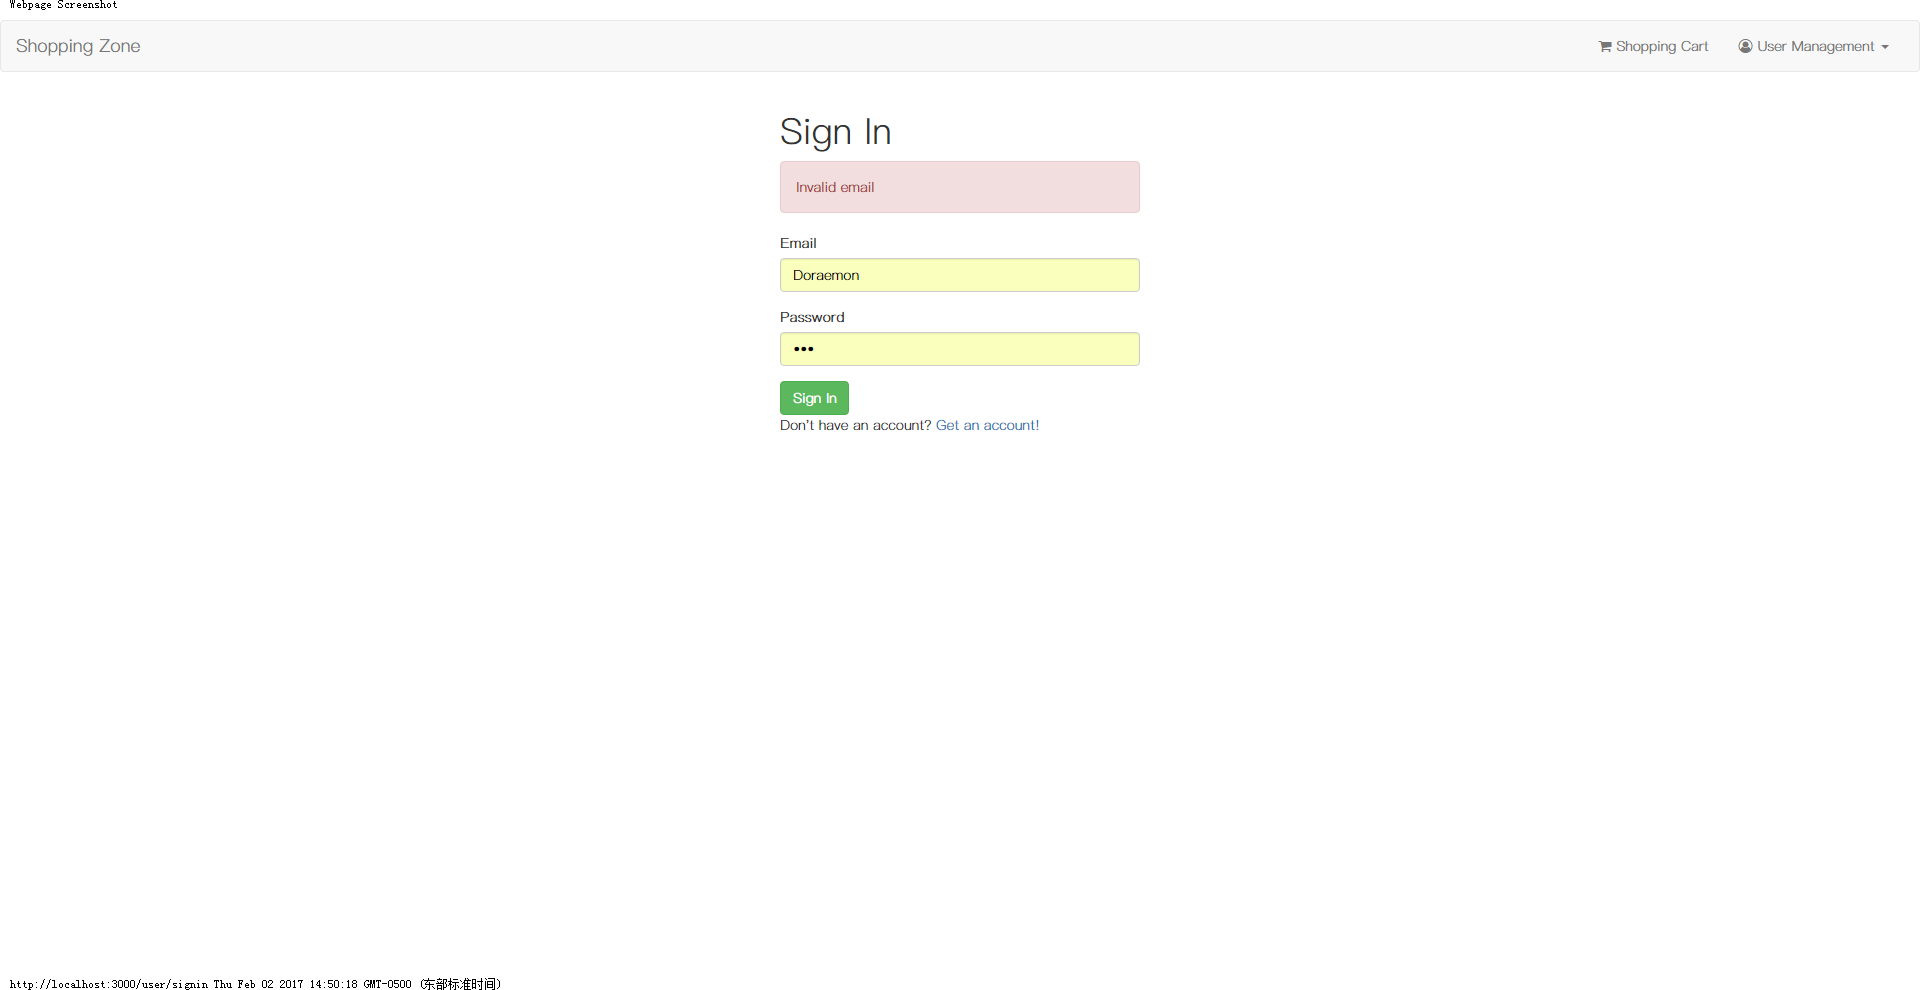 Webpage Screenshot
Shopping Zone
Shopping Cart
User Management
Sign In
Invalid email
Email
Doraemon
Password
•••
Sign In
Don't have an account? Get an account!
http://localhost:3000/user/signin Thu Feb 02 2017 14:50:18 GMT-0500 (东部标准时间)